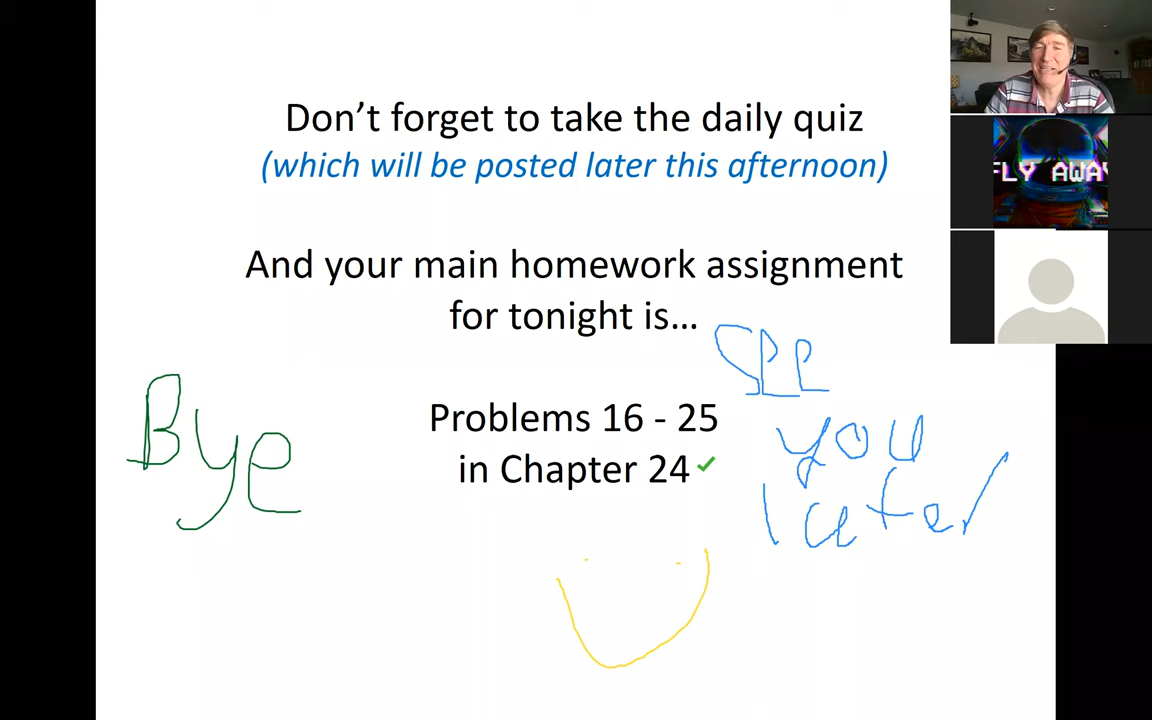 Don't forget to take the daily quiz
(which will be posted later this afternoon)
And your main homework assignment
for tonight is…
Problems 16 - 25
in Chapter 24
Bye
See
you
later
FLY AWAY